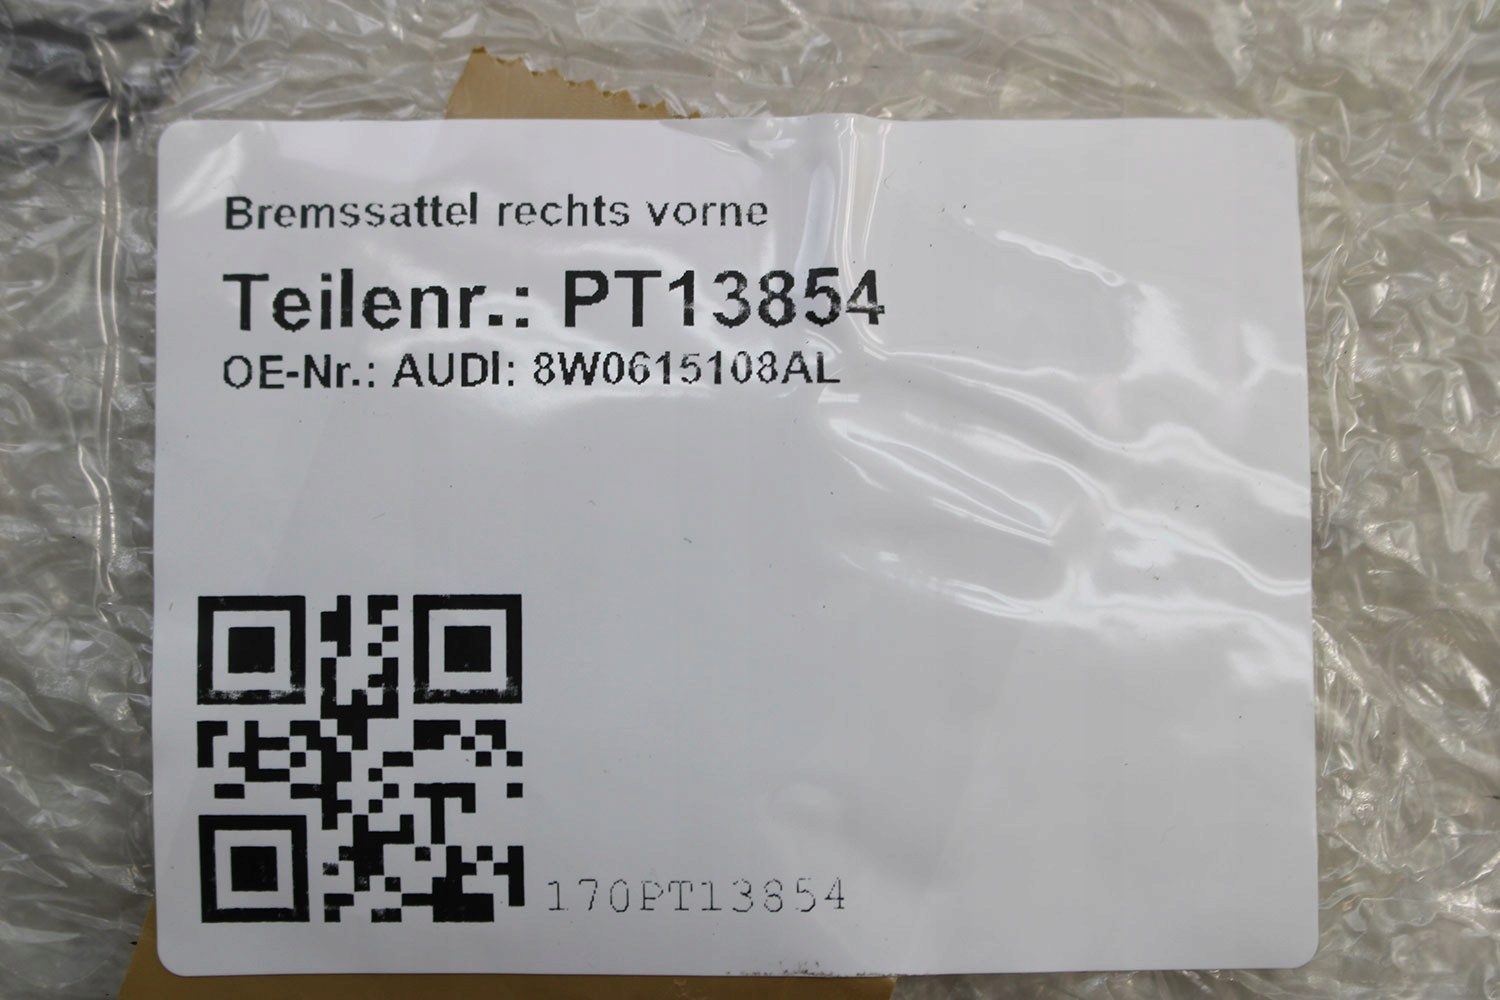 Bremssattel rechts vorne
Teilenr.: PT13854
OE-Nr.: AUDI: 8W0615108AL
170PT13854